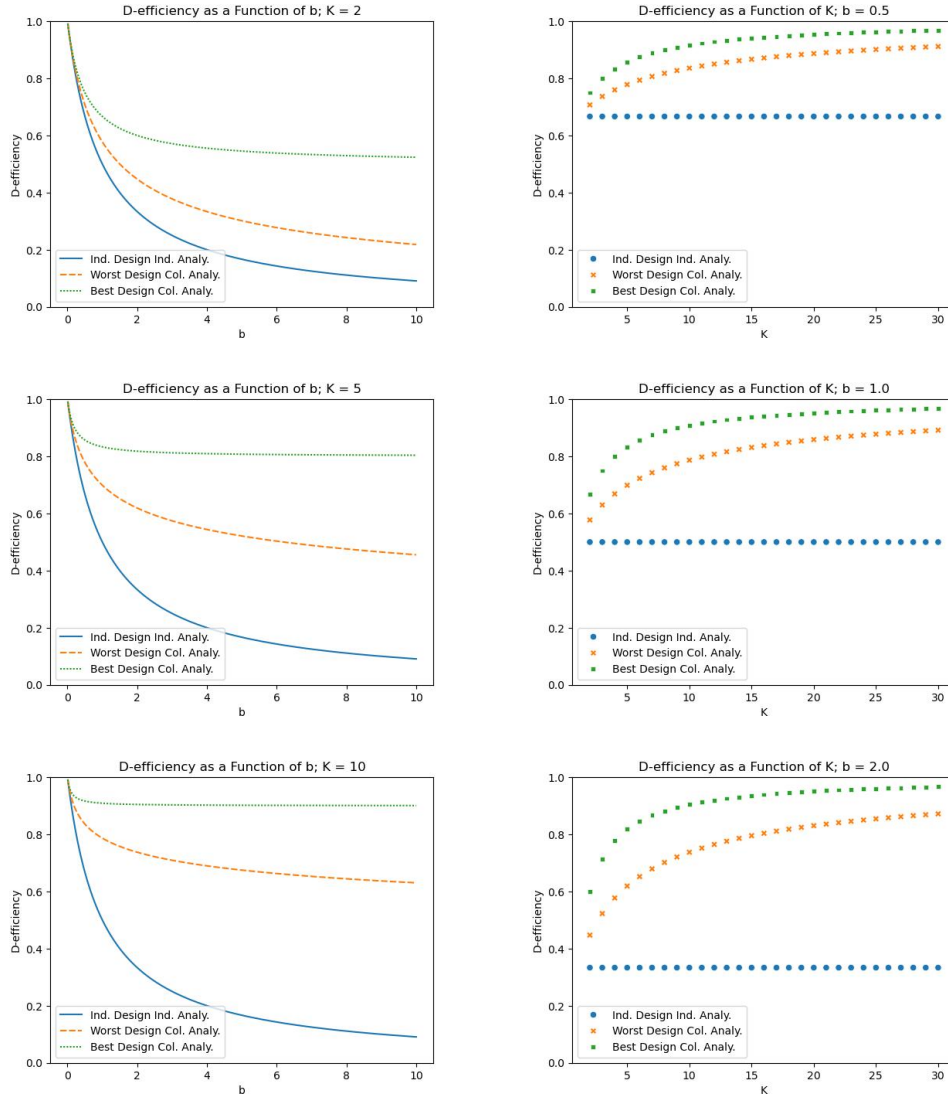 D-efficiency as a Function of b; K = 2
1.0
0.8
0.6
0.4
0.2
0.0
D-efficiency
Ind. Design Ind. Analy.
Worst Design Col. Analy.
Best Design Col. Analy.
0 2 4 6 8 10
b
D-efficiency as a Function of K; b = 0.5
1.0
0.8
0.6
0.4
0.2
0.0
D-efficiency
Ind. Design Ind. Analy.
Worst Design Col. Analy.
Best Design Col. Analy.
5 10 15 20 25 30
K
D-efficiency as a Function of b; K = 5
1.0
0.8
0.6
0.4
0.2
0.0
D-efficiency
Ind. Design Ind. Analy.
Worst Design Col. Analy.
Best Design Col. Analy.
0 2 4 6 8 10
b
D-efficiency as a Function of K; b = 1.0
1.0
0.8
0.6
0.4
0.2
0.0
D-efficiency
Ind. Design Ind. Analy.
Worst Design Col. Analy.
Best Design Col. Analy.
5 10 15 20 25 30
K
D-efficiency as a Function of b; K = 10
1.0
0.8
0.6
0.4
0.2
0.0
D-efficiency
Ind. Design Ind. Analy.
Worst Design Col. Analy.
Best Design Col. Analy.
0 2 4 6 8 10
b
D-efficiency as a Function of K; b = 2.0
1.0
0.8
0.6
0.4
0.2
0.0
D-efficiency
Ind. Design Ind. Analy.
Worst Design Col. Analy.
Best Design Col. Analy.
5 10 15 20 25 30
K